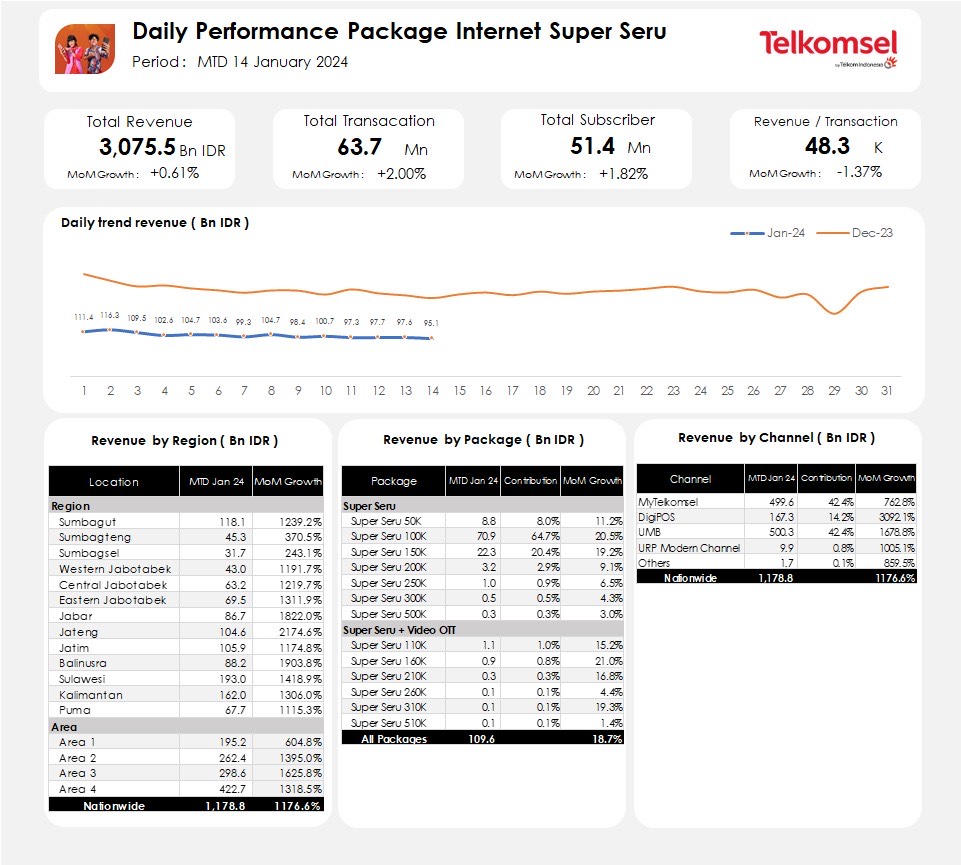 Daily Performance Package Internet Super Seru
Period : MTD 14 January 2024
Telkomsel
by Telkom Indonesia
Total Revenue
3,075.5 Bn IDR
MoM Growth : +0.61%
Total Transacation
63.7 Mn
MoM Growth : +2.00%
Total Subscriber
51.4 Mn
MoM Growth : +1.82%
Revenue / Transaction
48.3 K
MoM Growth : -1.37%
Daily trend revenue ( Bn IDR )
Jan-24 Dec-23
111.4 116.3 109.5 102.6 104.7 103.6 99.3 104.7 98.4 100.7 97.3 97.7 97.6 95.1
1 2 3 4 5 6 7 8 9 10 11 12 13 14 15 16 17 18 19 20 21 22 23 24 25 26 27 28 29 30 31
Revenue by Region ( Bn IDR )
Location MTD Jan 24 MoM Growth
Region
Sumbagut 118.1 1239.2%
Sumbagteng 45.3 370.5%
Sumbagsel 31.7 243.1%
Western Jabotabek 43.0 1191.7%
Central Jabotabek 63.2 1219.7%
Eastern Jabotabek 69.5 1311.9%
Jabar 86.7 1822.0%
Jateng 104.6 2174.6%
Jatim 105.9 1174.8%
Balinusra 88.2 1903.8%
Sulawesi 193.0 1418.9%
Kalimantan 162.0 1306.0%
Puma 67.7 1115.3%
Area
Area 1 195.2 604.8%
Area 2 262.4 1395.0%
Area 3 298.6 1625.8%
Area 4 422.7 1318.5%
Nationwide 1,178.8 1176.6%
Revenue by Package ( Bn IDR )
Package MTD Jan 24 Contribution MoM Growth
Super Seru
Super Seru 50K 8.8 8.0% 11.2%
Super Seru 100K 70.9 64.7% 20.5%
Super Seru 150K 22.3 20.4% 19.2%
Super Seru 200K 3.2 2.9% 9.1%
Super Seru 250K 1.0 0.9% 6.5%
Super Seru 300K 0.5 0.5% 4.3%
Super Seru 500K 0.3 0.3% 3.0%
Super Seru + Video OTT
Super Seru 110K 1.1 1.0% 15.2%
Super Seru 160K 0.9 0.8% 21.0%
Super Seru 210K 0.3 0.3% 16.8%
Super Seru 260K 0.1 0.1% 4.4%
Super Seru 310K 0.1 0.1% 19.3%
Super Seru 510K 0.1 0.1% 1.4%
All Packages 109.6 18.7%
Revenue by Channel ( Bn IDR )
Channel MTD Jan 24 Contribution MoM Growth
MyTelkomsel 499.6 42.4% 762.8%
DigiPOS 167.3 14.2% 3092.1%
UMB 500.3 42.4% 1678.8%
URP Modern Channel 9.9 0.8% 1005.1%
Others 1.7 0.1% 859.5%
Nationwide 1,178.8 1176.6%